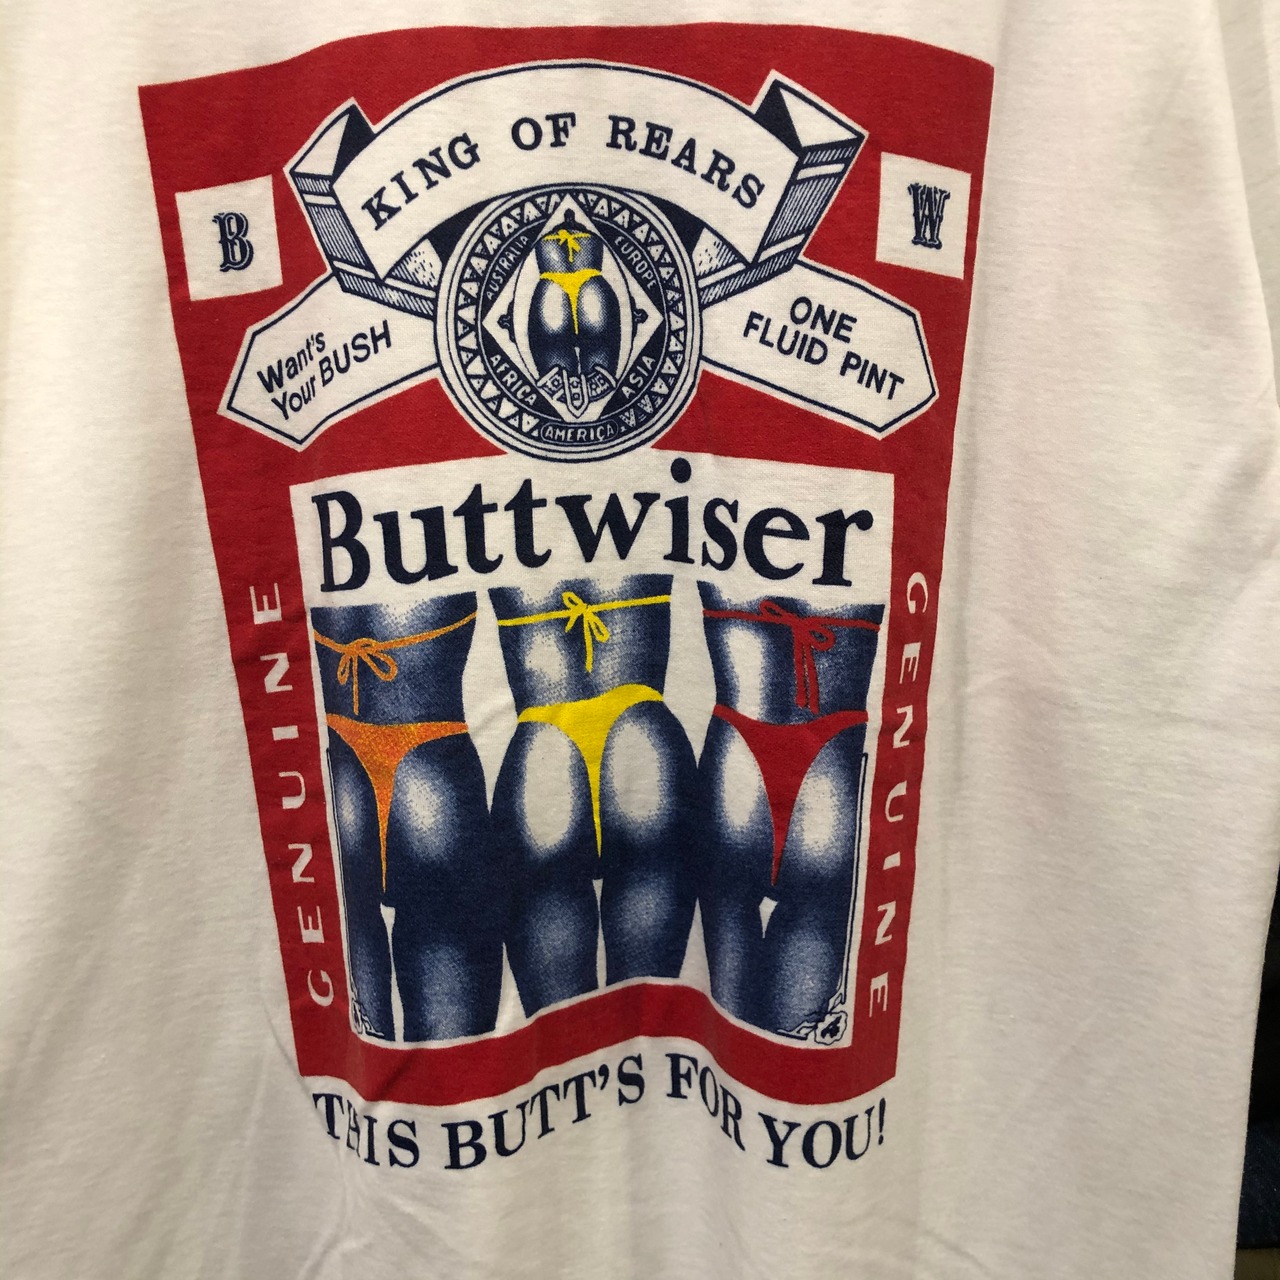 KING OF REARS
B
W
AUSTRALIA
EUROPE
AFRICA
ASIA
AMERICA
Want's
Your BUSH
ONE
FLUID PINT
Buttwiser
GENUINE
GENUINE
THIS BUTT'S FOR YOU!